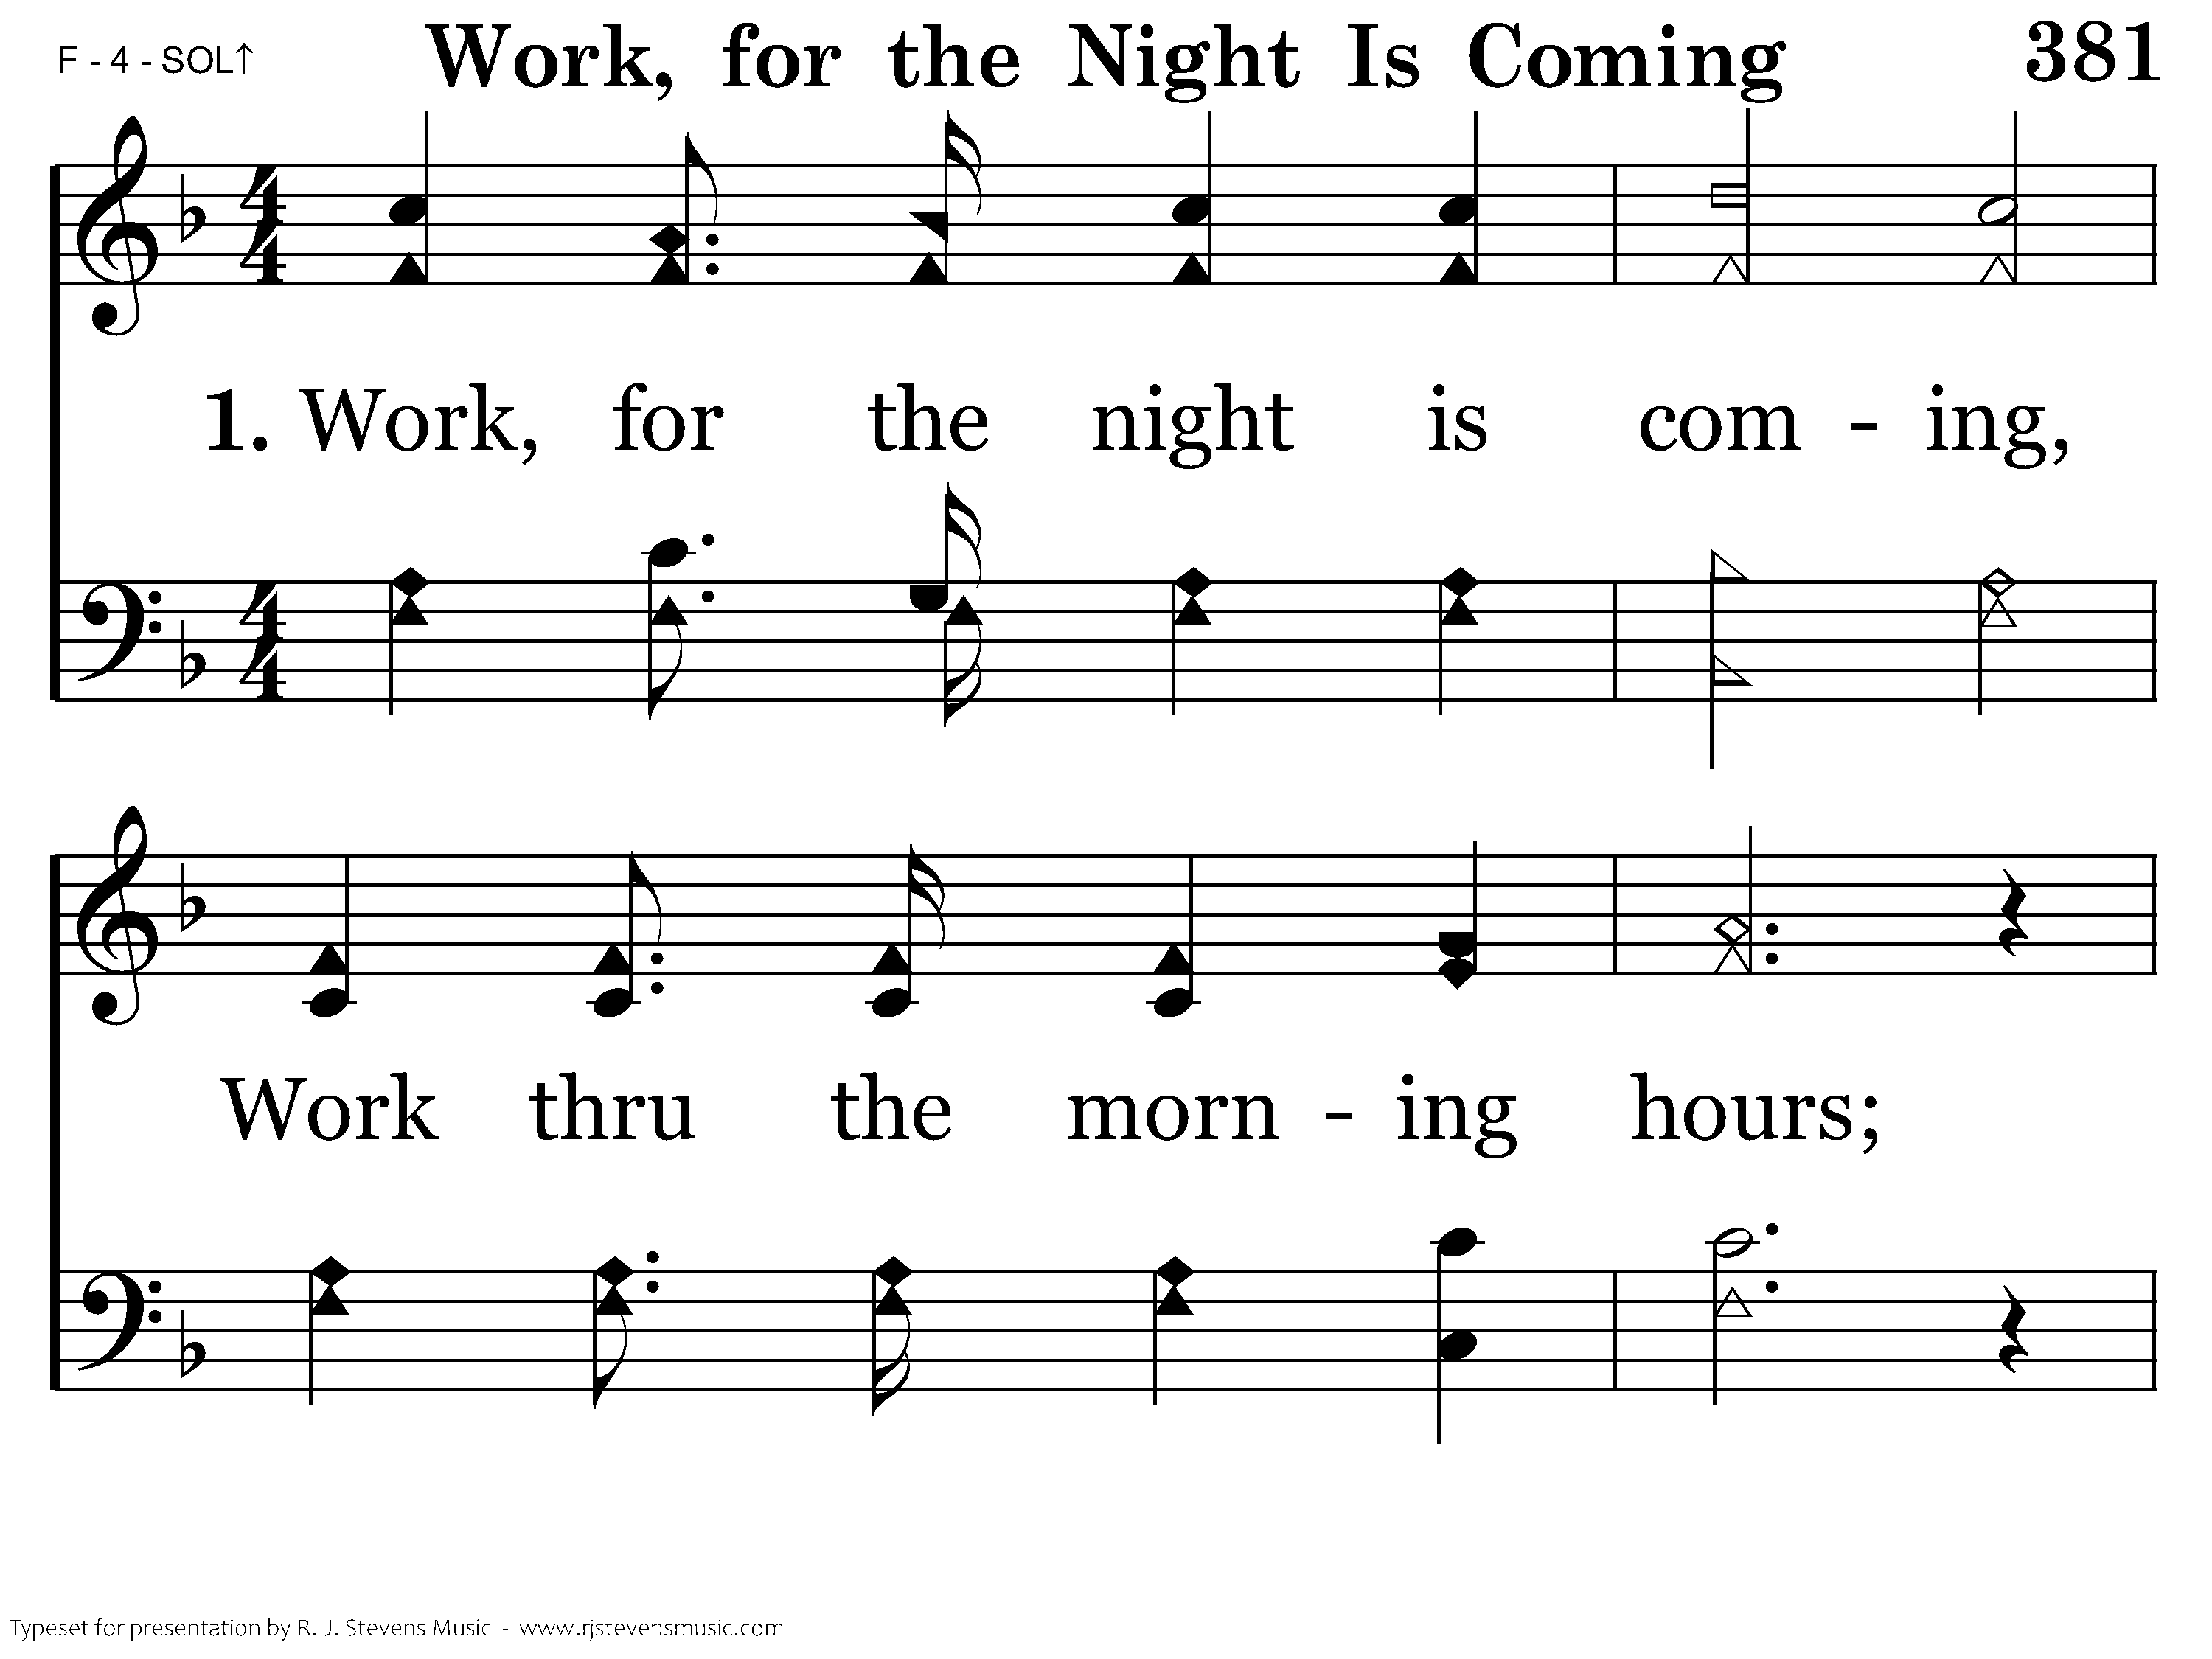 F - 4 - SOL↑ Work, for the Night Is Coming 381
1. Work, for the night is com - ing,
Work thru the morn - ing hours;
Typeset for presentation by R. J. Stevens Music - www.rjstevensmusic.com